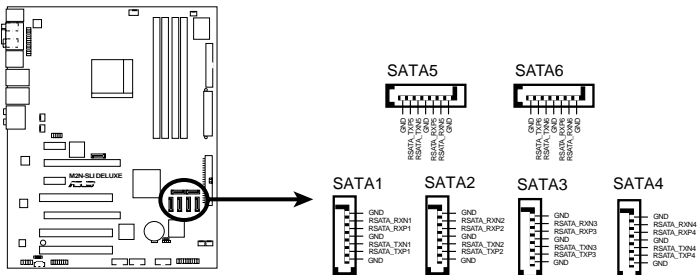 SATA5
SATA6
GND
RSATA_TXP5
RSATA_TXN5
GND
RSATA_RXP5
RSATA_RXN5
GND
GND
RSATA_TXP6
RSATA_TXN6
GND
RSATA_RXP6
RSATA_RXN6
GND
M2N-SLI DELUXE
SATA1
SATA2
SATA3
SATA4
GND
RSATA_RXN1
RSATA_RXP1
GND
RSATA_TXN1
RSATA_TXP1
GND
GND
RSATA_RXN2
RSATA_RXP2
GND
RSATA_TXN2
RSATA_TXP2
GND
GND
RSATA_RXN3
RSATA_RXP3
GND
RSATA_TXN3
RSATA_TXP3
GND
GND
RSATA_RXN4
RSATA_RXP4
GND
RSATA_TXN4
RSATA_TXP4
GND